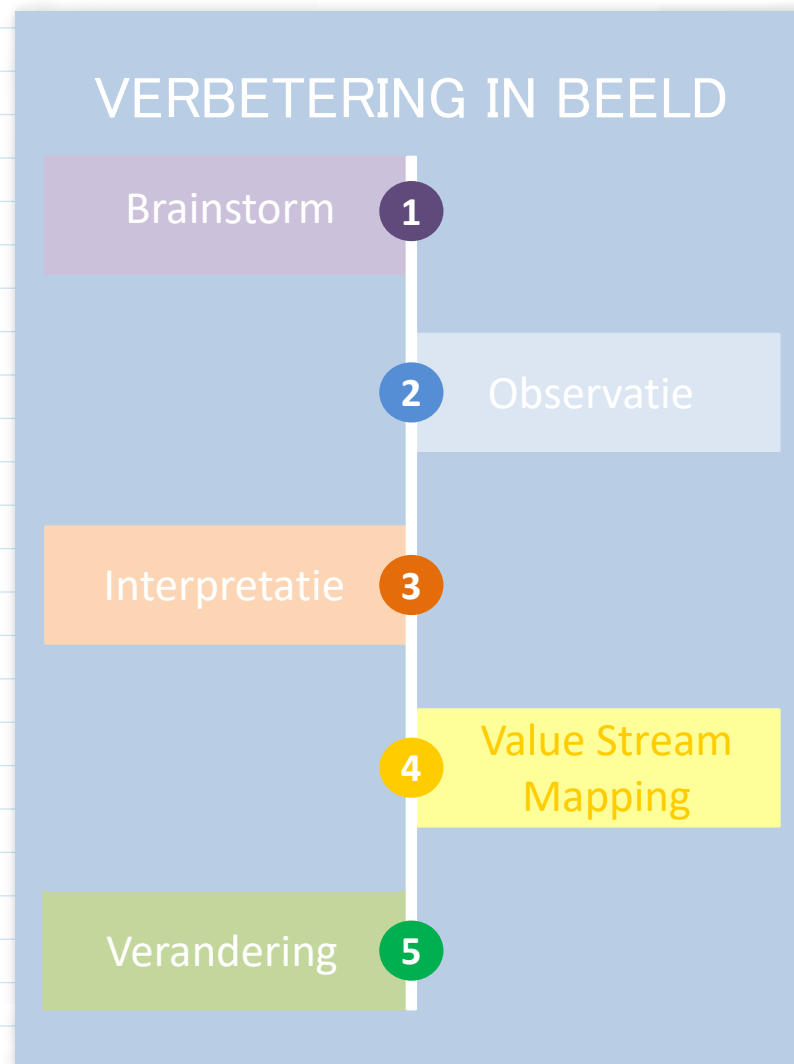 VERBETERING IN BEELD
Brainstorm
1
2
Observatie
Interpretatie
3
4
Value Stream
Mapping
Verandering
5